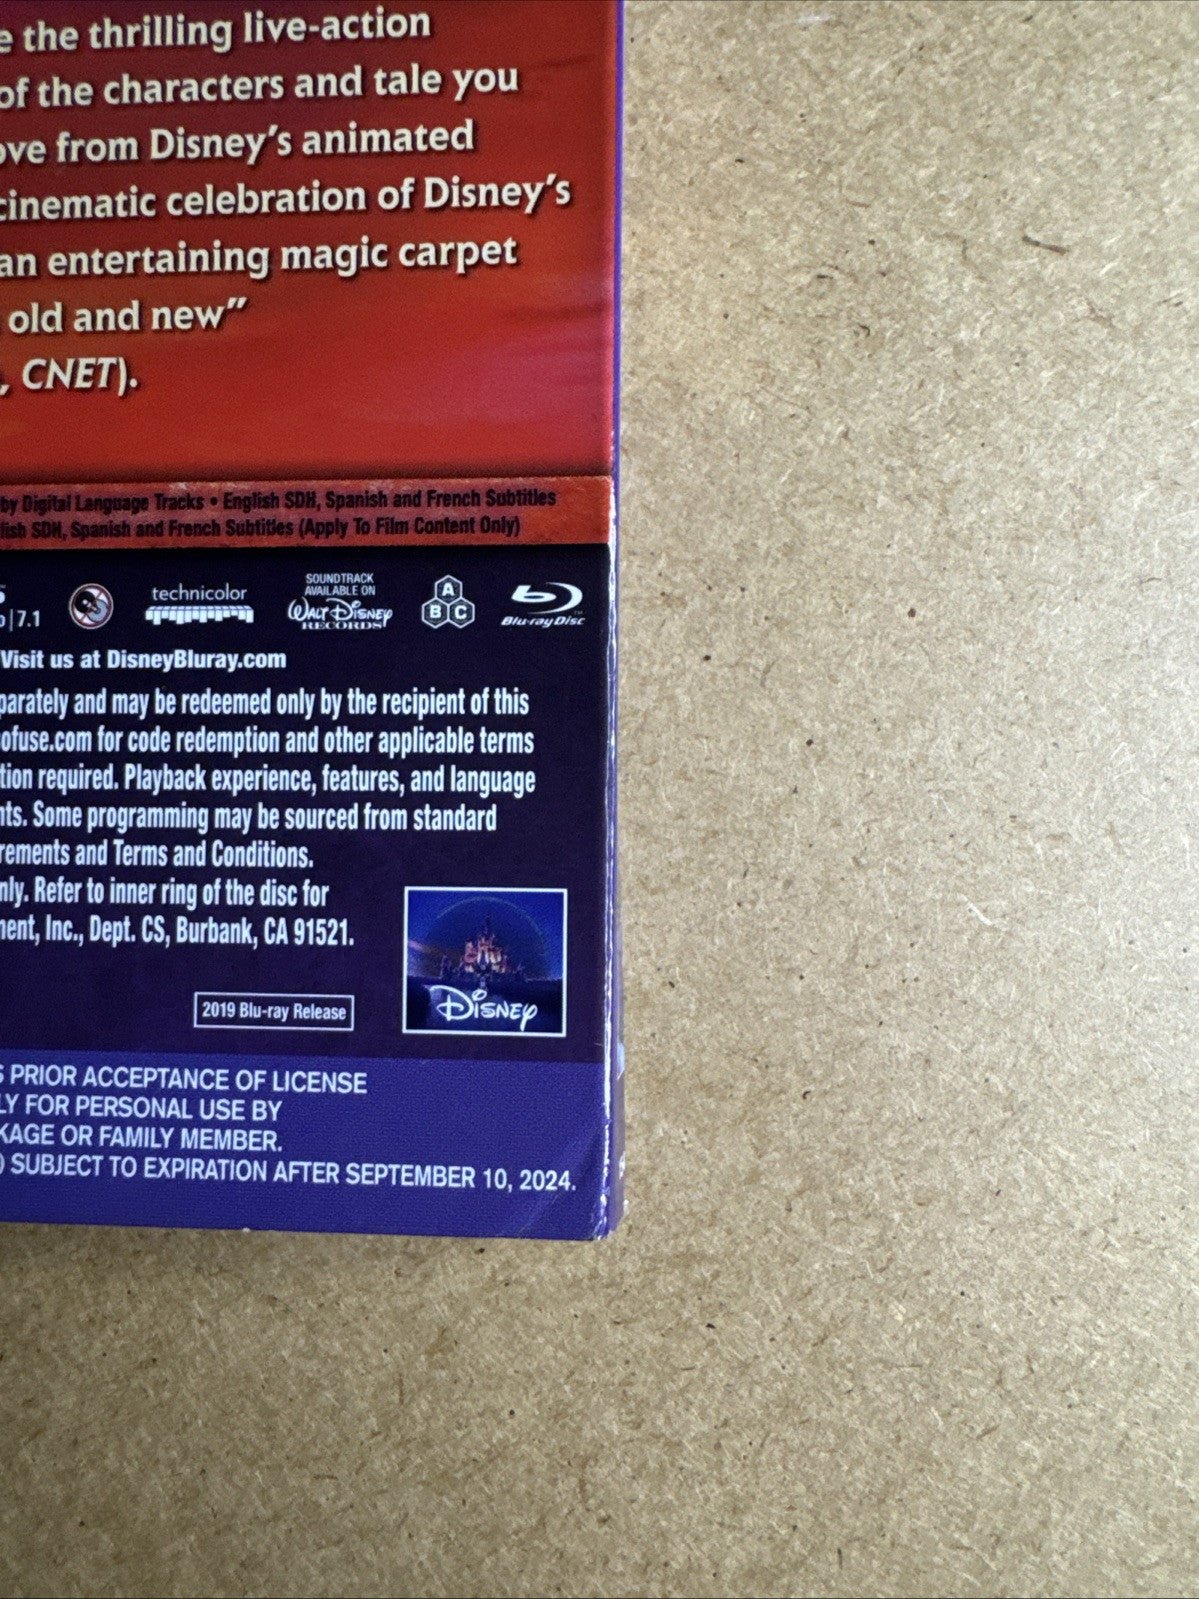 the thrilling live-action
of the characters and tale you
from Disney's animated
cinematic celebration of Disney's
an entertaining magic carpet
old and new"
, CNET).
by Digital Language Tracks • English SDH, Spanish and French Subtitles
SDH, Spanish and French Subtitles (Apply To Film Content Only)
|7.1
technicolor
SOUNDTRACK
AVAILABLE ON
WALT DISNEY
RECORDS
A
B C
Blu-ray Disc
Visit us at DisneyBluray.com
and may be redeemed only by the recipient of this
for code redemption and other applicable terms
required. Playback experience, features, and language
Some programming may be sourced from standard
and Terms and Conditions.
Refer to inner ring of the disc for
Inc., Dept. CS, Burbank, CA 91521.
2019 Blu-ray Release
Disney
PRIOR ACCEPTANCE OF LICENSE
FOR PERSONAL USE BY
OR FAMILY MEMBER.
) SUBJECT TO EXPIRATION AFTER SEPTEMBER 10, 2024.